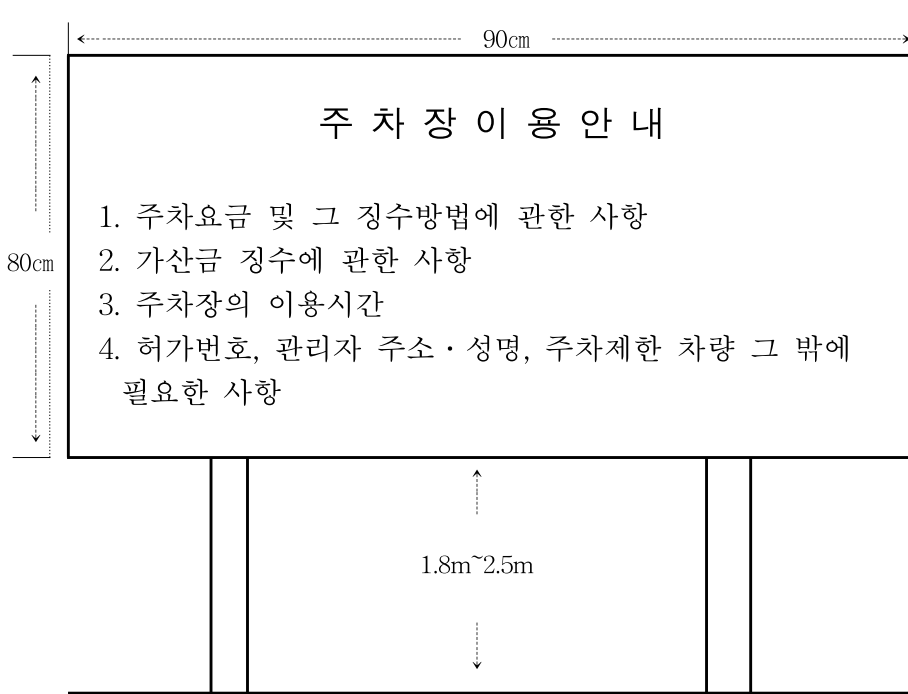 90㎝
주 차 장 이 용 안 내
1. 주차요금 및 그 징수방법에 관한 사항
80㎝
2. 가산금 징수에 관한 사항
3. 주차장의 이용시간
4. 허가번호, 관리자 주소ㆍ성명, 주차제한 차량 그 밖에
필요한 사항
1.8m~2.5m